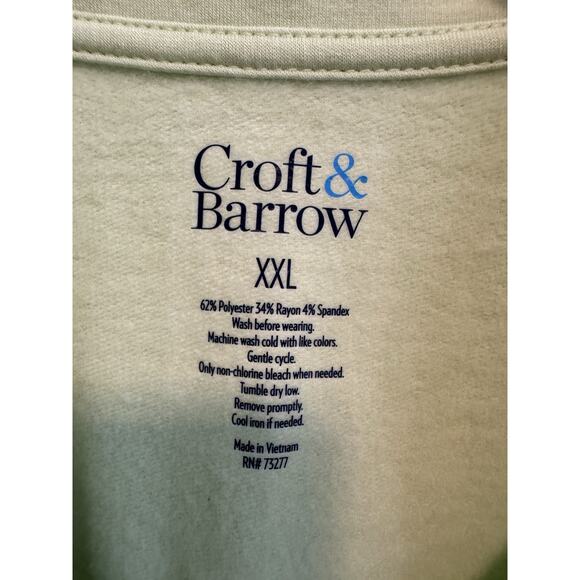 Croft&
Barrow
XXL
62% Polyester 34% Rayon 4% Spandex
Wash before wearing.
Machine wash cold with like colors.
Gentle cycle.
Only non-chlorine bleach when needed.
Tumble dry low.
Remove promptly.
Cool iron if needed.
Made in Vietnam
RN# 73277